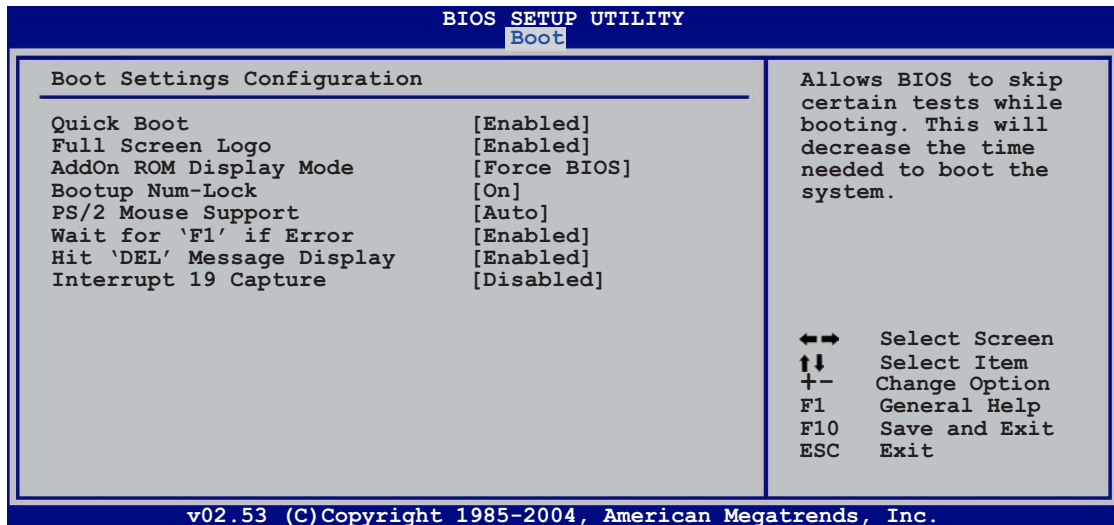 BIOS SETUP UTILITY
Boot
Boot Settings Configuration
Quick Boot [Enabled]
Full Screen Logo [Enabled]
AddOn ROM Display Mode [Force BIOS]
Bootup Num-Lock [On]
PS/2 Mouse Support [Auto]
Wait for ‘F1’ if Error [Enabled]
Hit ‘DEL’ Message Display [Enabled]
Interrupt 19 Capture [Disabled]
Allows BIOS to skip
certain tests while
booting. This will
decrease the time
needed to boot the
system.
←→ Select Screen
↑↓ Select Item
+- Change Option
F1 General Help
F10 Save and Exit
ESC Exit
v02.53 (C)Copyright 1985-2004, American Megatrends, Inc.